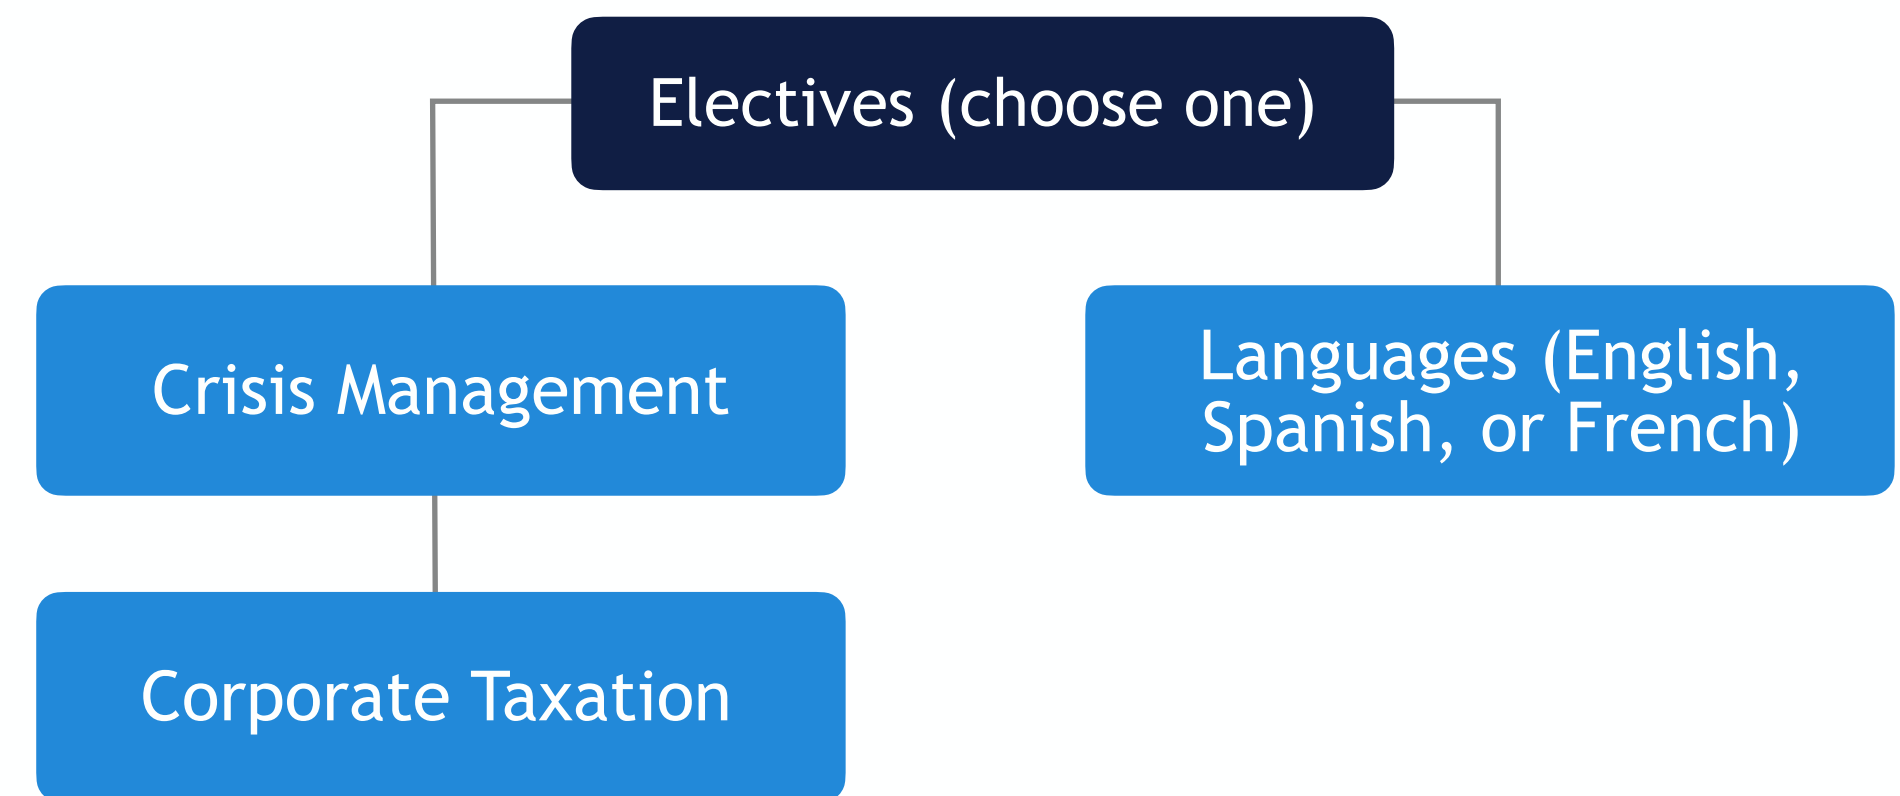 Electives (choose one)
Crisis Management
Languages (English,
Spanish, or French)
Corporate Taxation